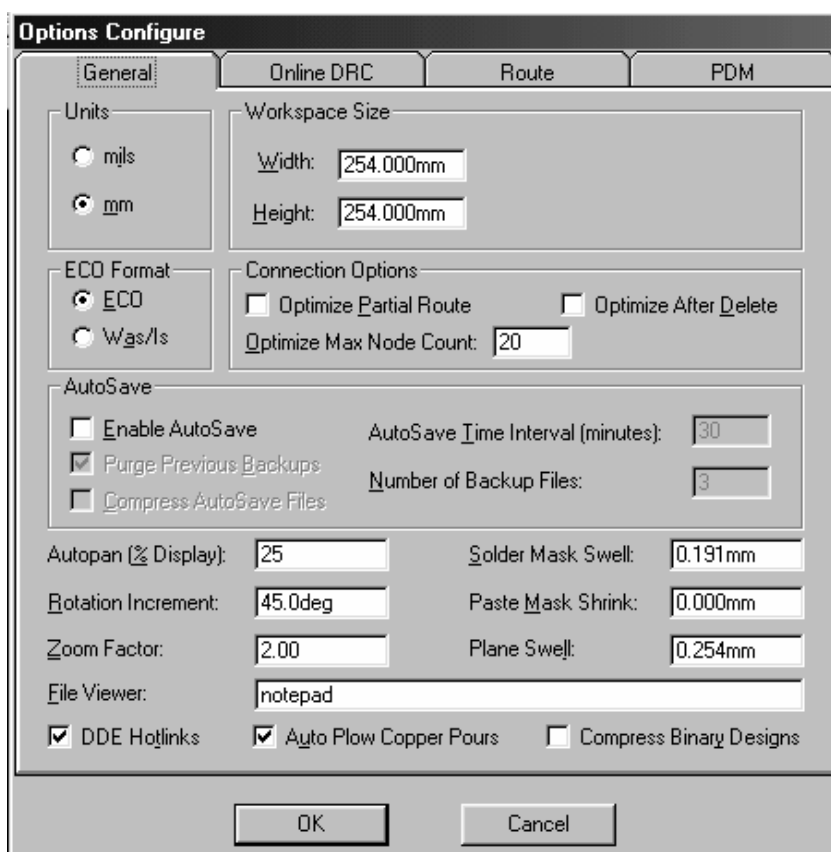 Options Configure
General Online DRC Route PDM
Units
mils
mm
Workspace Size
Width: 254.000mm
Height: 254.000mm
ECO Format
ECO
Was/Is
Connection Options
Optimize Partial Route Optimize After Delete
Optimize Max Node Count: 20
AutoSave
Enable AutoSave
Purge Previous Backups
Compress AutoSave Files
AutoSave Time Interval (minutes): 30
Number of Backup Files: 3
Autopan (% Display): 25 Solder Mask Swell: 0.191mm
Rotation Increment: 45.0deg Paste Mask Shrink: 0.000mm
Zoom Factor: 2.00 Plane Swell: 0.254mm
File Viewer: notepad
DDE Hotlinks Auto Plow Copper Pours Compress Binary Designs
OK Cancel